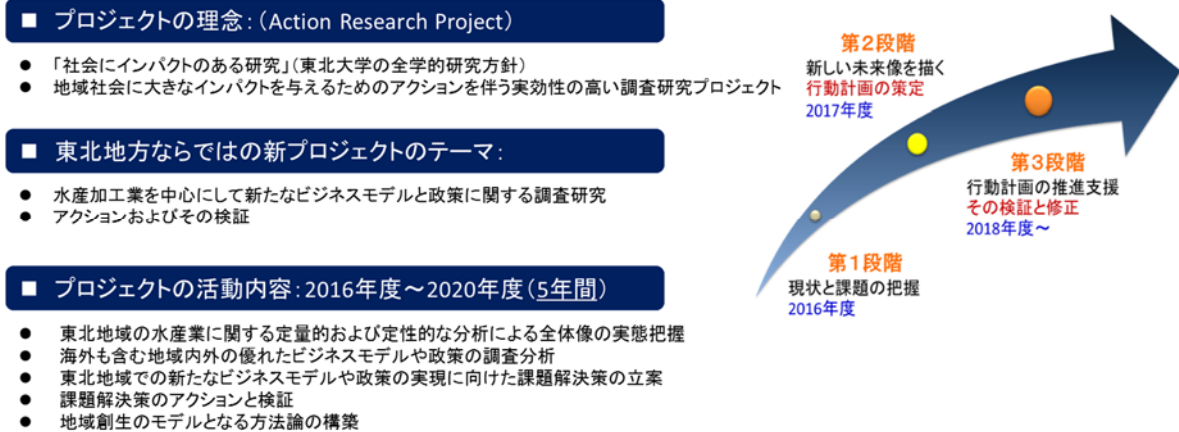 ■ プロジェクトの理念：（Action Research Project）
● 「社会にインパクトのある研究」（東北大学の全学的研究方針）
● 地域社会に大きなインパクトを与えるためのアクションを伴う実効性の高い調査研究プロジェクト
■ 東北地方ならではの新プロジェクトのテーマ：
● 水産加工業を中心にして新たなビジネスモデルと政策に関する調査研究
● アクションおよびその検証
■ プロジェクトの活動内容：2016年度～2020年度（5年間）
● 東北地域の水産業に関する定量的および定性的な分析による全体像の実態把握
● 海外も含む地域内外の優れたビジネスモデルや政策の調査分析
● 東北地域での新たなビジネスモデルや政策の実現に向けた課題解決策の立案
● 課題解決策のアクションと検証
● 地域創生のモデルとなる方法論の構築
第1段階
現状と課題の把握
2016年度
第2段階
新しい未来像を描く
行動計画の策定
2017年度
第3段階
行動計画の推進支援
その検証と修正
2018年度～